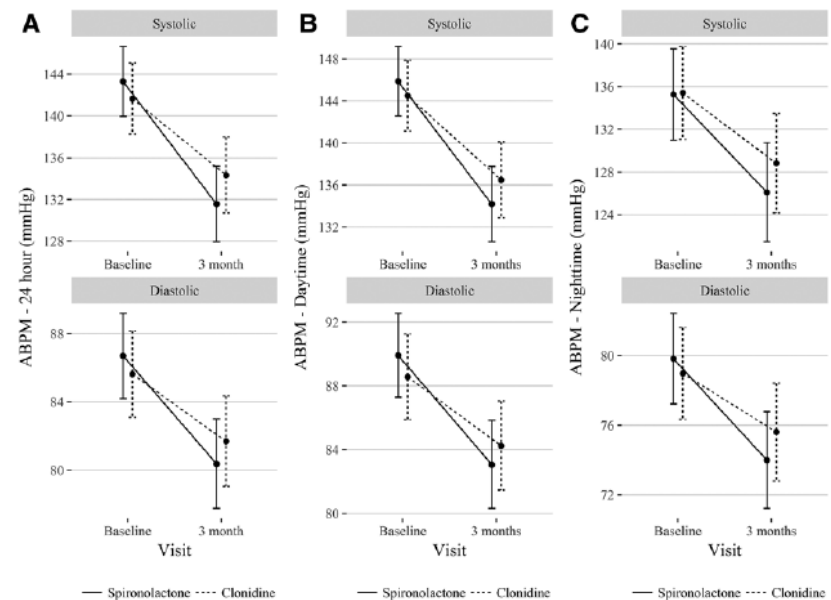 A
Systolic
ABPM - 24 hour (mmHg)
144
140
136
132
128
Baseline
3 month
Diastolic
88
84
80
Baseline
3 month
Visit
Spironolactone
Clonidine
B
Systolic
ABPM - Daytime (mmHg)
148
144
140
136
132
Baseline
3 months
Diastolic
92
88
84
80
Baseline
3 months
Visit
Spironolactone
Clonidine
C
Systolic
ABPM - Nighttime (mmHg)
140
136
132
128
124
Baseline
3 months
Diastolic
80
76
72
Baseline
3 months
Visit
Spironolactone
Clonidine